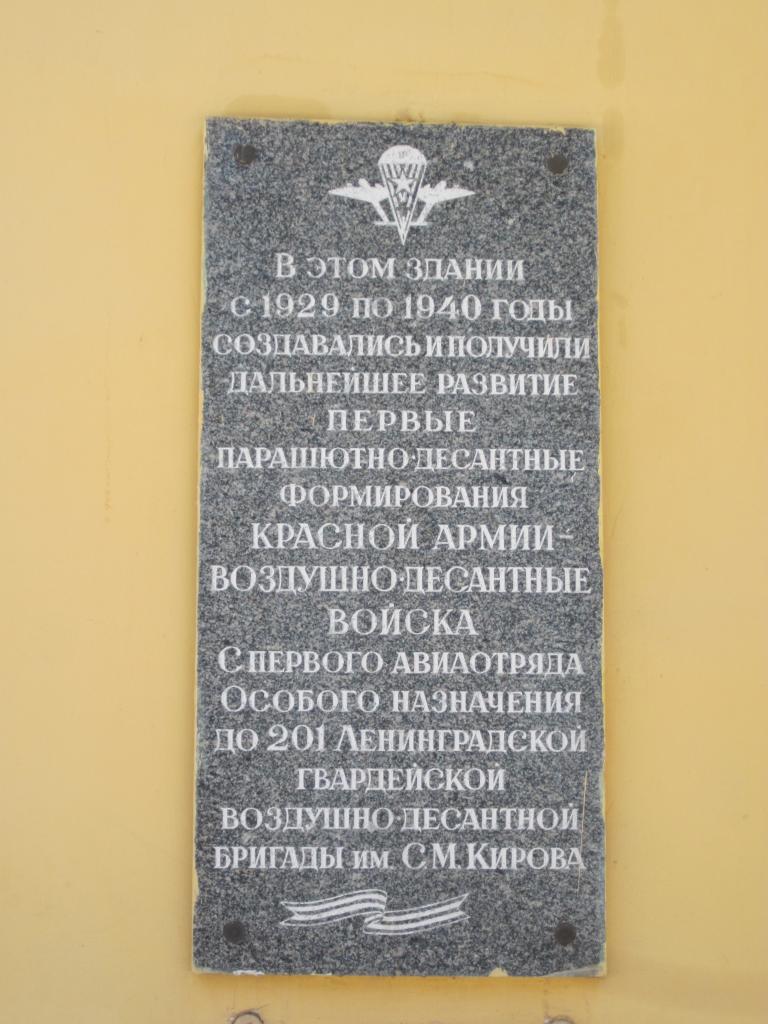 В ЭТОМ ЗДАНИИ
С 1929 ПО 1940 ГОДЫ
СОЗДАВАЛИСЬ И ПОЛУЧИЛИ
ДАЛЬНЕЙШЕЕ РАЗВИТИЕ
ПЕРВЫЕ
ПАРАШЮТНО-ДЕСАНТНЫЕ
ФОРМИРОВАНИЯ
КРАСНОЙ АРМИИ-
ВОЗДУШНО-ДЕСАНТНЫЕ
ВОЙСКА
С ПЕРВОГО АВИАОТРЯДА
ОСОБОГО НАЗНАЧЕНИЯ
ДО 201 ЛЕНИНГРАДСКОЙ
ГВАРДЕЙСКОЙ
ВОЗДУШНО-ДЕСАНТНОЙ
БРИГАДЫ ИМ. С.М. КИРОВА